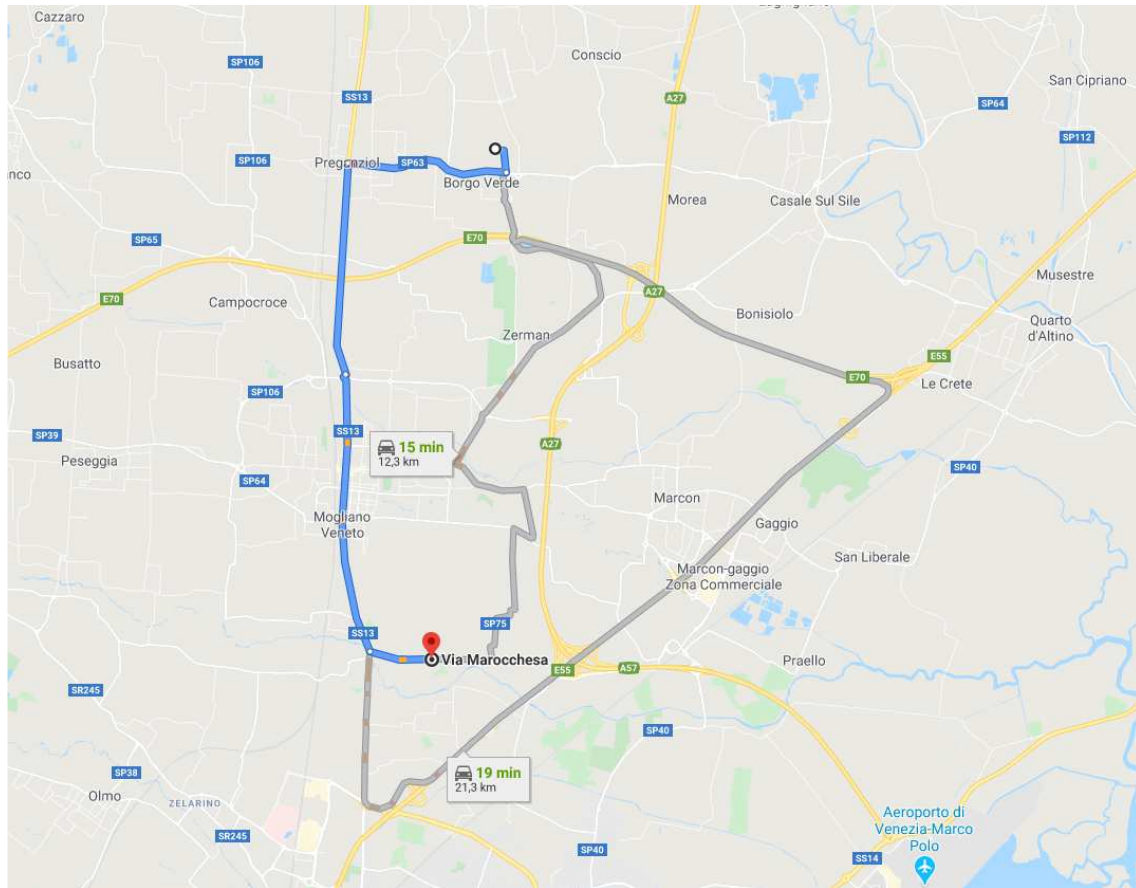 Cazzaro
SP106
Conscio
SS13
A27
San Cipriano
SP64
SP106
Pregenziol
SP63
SP112
Borgo Verde
Morea
Casale Sul Sile
SP65
E70
Musestre
Campocroce
E70
A27
Bonisiolo
Quarto
d'Altino
Zerman
Busatto
E55
SP106
E70
Le Crete
SP39
SS13
15 min
12,3 km
A27
Peseggia
SP64
SP40
Marcon
Mogliano
Veneto
Gaggio
San Liberale
Marcon-gaggio
Zona Commerciale
SS13
SP75
Via Marocchesa
E55
A57
Praello
SR245
SP40
SP38
19 min
21,3 km
Olmo
ZELARINO
SR245
SP40
Aeroporto di
Venezia-Marco
Polo
SS14